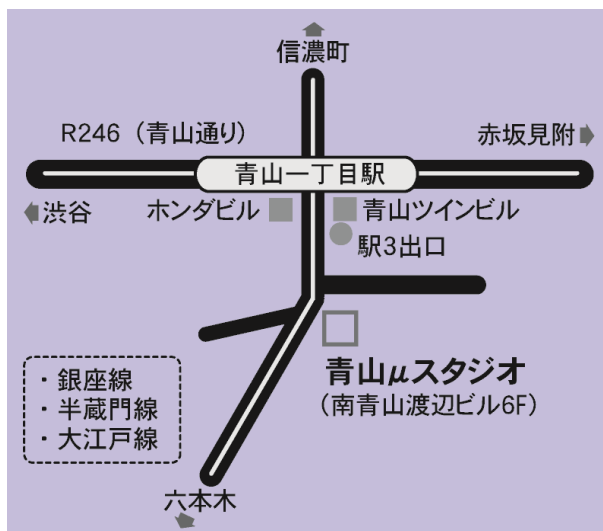 信濃町
R246（青山通り）
赤坂見附
青山一丁目駅
渋谷
ホンダビル
青山ツインビル
駅3出口
青山μスタジオ
（南青山渡辺ビル6F）
・銀座線
・半蔵門線
・大江戸線
六本木